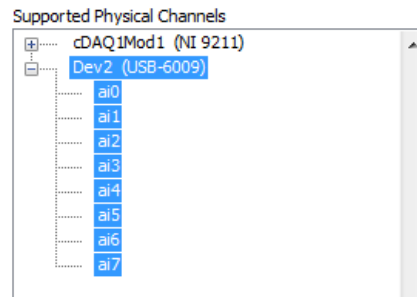 Supported Physical Channels
cDAQ1Mod1 (NI 9211)
Dev2 (USB-6009)
ai0
ai1
ai2
ai3
ai4
ai5
ai6
ai7